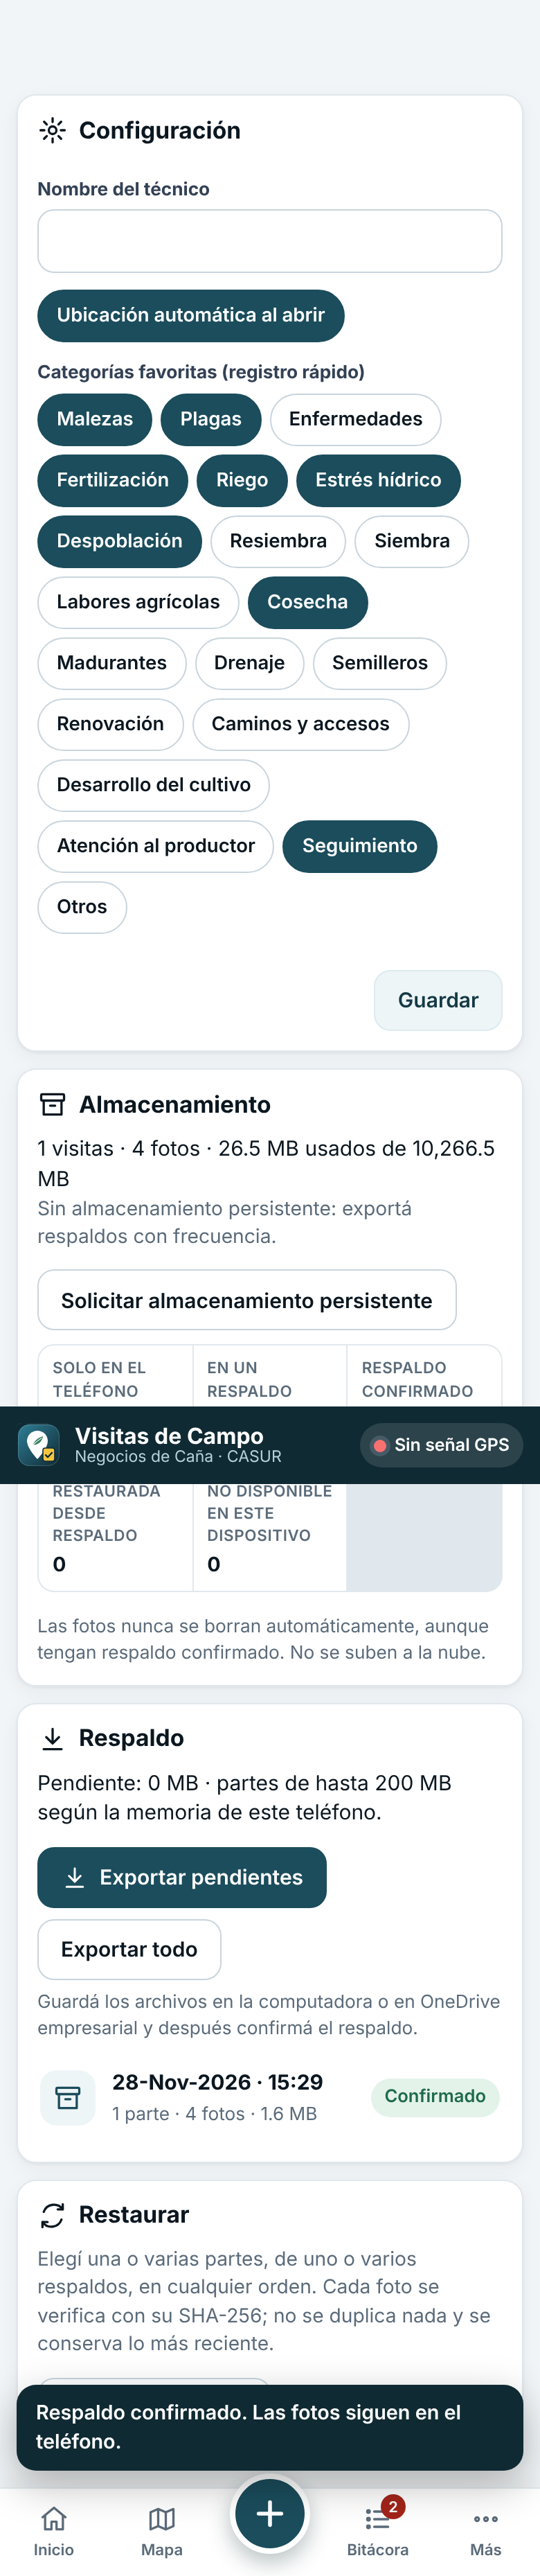 Configuración
Nombre del técnico
Ubicación automática al abrir
Categorías favoritas (registro rápido)
Malezas Plagas Enfermedades
Fertilización Riego Estrés hídrico
Despoblación Resiembra Siembra
Labores agrícolas Cosecha
Madurantes Drenaje Semilleros
Renovación Caminos y accesos
Desarrollo del cultivo
Atención al productor Seguimiento
Otros
Guardar
Almacenamiento
1 visitas · 4 fotos · 26.5 MB usados de 10,266.5
MB
Sin almacenamiento persistente: exportá
respaldos con frecuencia.
Solicitar almacenamiento persistente
SOLO EN EL
TELÉFONO
EN UN
RESPALDO
RESPALDO
CONFIRMADO
Visitas de Campo
Negocios de Caña · CASUR
Sin señal GPS
RESTAURADA
DESDE
RESPALDO
0
NO DISPONIBLE
EN ESTE
DISPOSITIVO
0
Las fotos nunca se borran automáticamente, aunque
tengan respaldo confirmado. No se suben a la nube.
Respaldo
Pendiente: 0 MB · partes de hasta 200 MB
según la memoria de este teléfono.
Exportar pendientes
Exportar todo
Guardá los archivos en la computadora o en OneDrive
empresarial y después confirmá el respaldo.
28-Nov-2026 · 15:29
1 parte · 4 fotos · 1.6 MB
Confirmado
Restaurar
Elegí una o varias partes, de uno o varios
respaldos, en cualquier orden. Cada foto se
verifica con su SHA-256; no se duplica nada y se
conserva lo más reciente.
Respaldo confirmado. Las fotos siguen en el
teléfono.
2
Inicio Mapa Bitácora Más